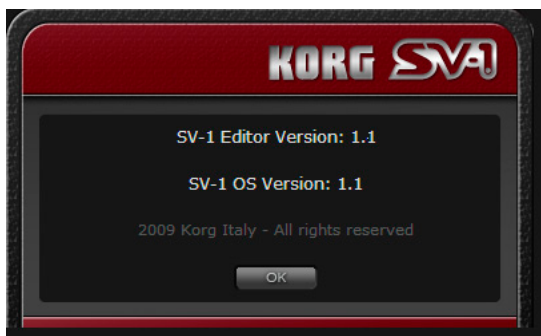 KORG SV-1
SV-1 Editor Version: 1.1
SV-1 OS Version: 1.1
2009 Korg Italy - All rights reserved
OK